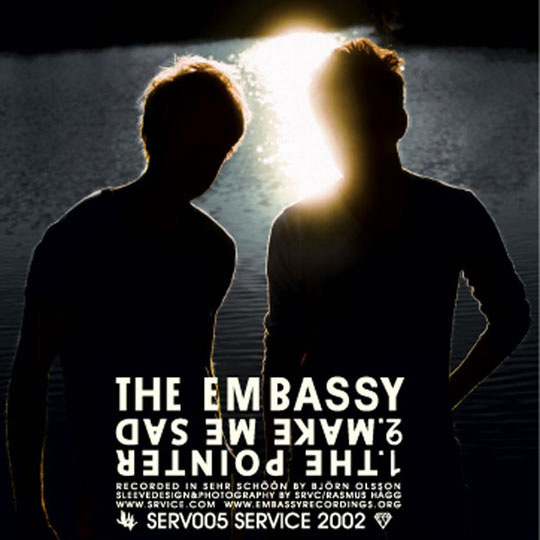 THE EMBASSY
2.MAKE ME SAD
1.THE POINTER
RECORDED IN SEHR SCHÖÖN BY BJÖRN OLSSON
SLEEVEDESIGN&PHOTOGRAPHY BY SRVC/RASMUS HÄGG
WWW.SRVICE.COM WWW.EMBASSYRECORDINGS.ORG
SERV005 SERVICE 2002